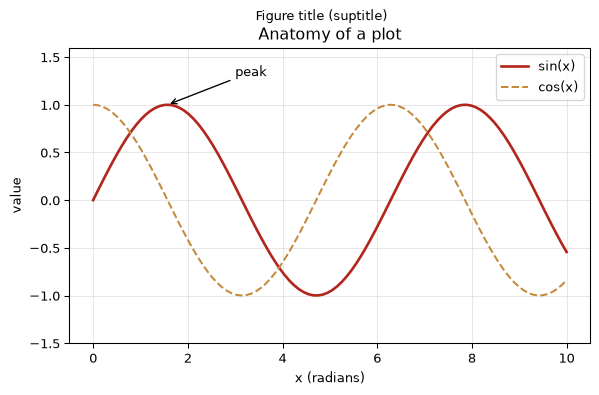 Figure title (suptitle)
Anatomy of a plot
peak
sin(x)
cos(x)
1.5
1.0
0.5
0.0
−0.5
−1.0
−1.5
value
0 2 4 6 8 10
x (radians)